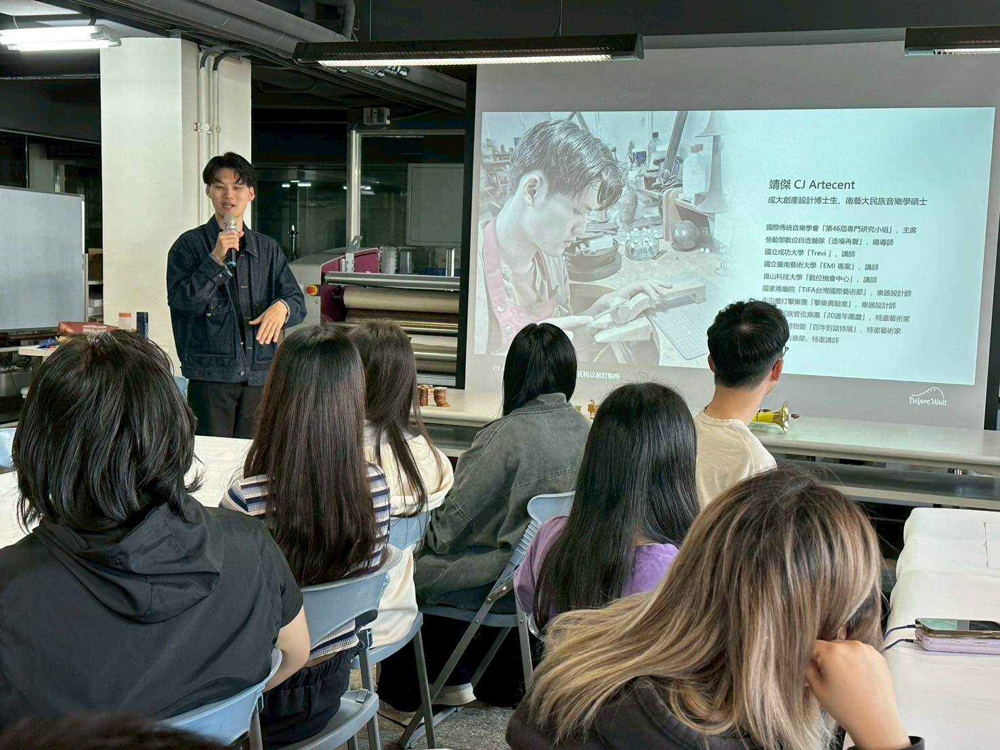 靖傑 CJ Artecent
成大創產設計博士生、南藝大民族音樂學碩士
國際傳統音樂學會「第46屆專門研究小組」，主席
勞動部數位自造營隊「造噪再聲」，總導師
國立成功大學「Trevi」，講師
國立臺南藝術大學「EMI 專案」，講師
崑山科技大學「數位機會中心」，講師
國家兩廳院「TIFA台灣國際藝術節」，樂器設計師
朱宗慶打擊樂團「擊樂實驗室」，樂器設計師
族管弦樂團「20週年團慶」，特邀藝術家
博物館「百年對話特展」，特邀藝術家
音樂節，特邀講師
CJ
瓦特以前訂製所
Before Watt